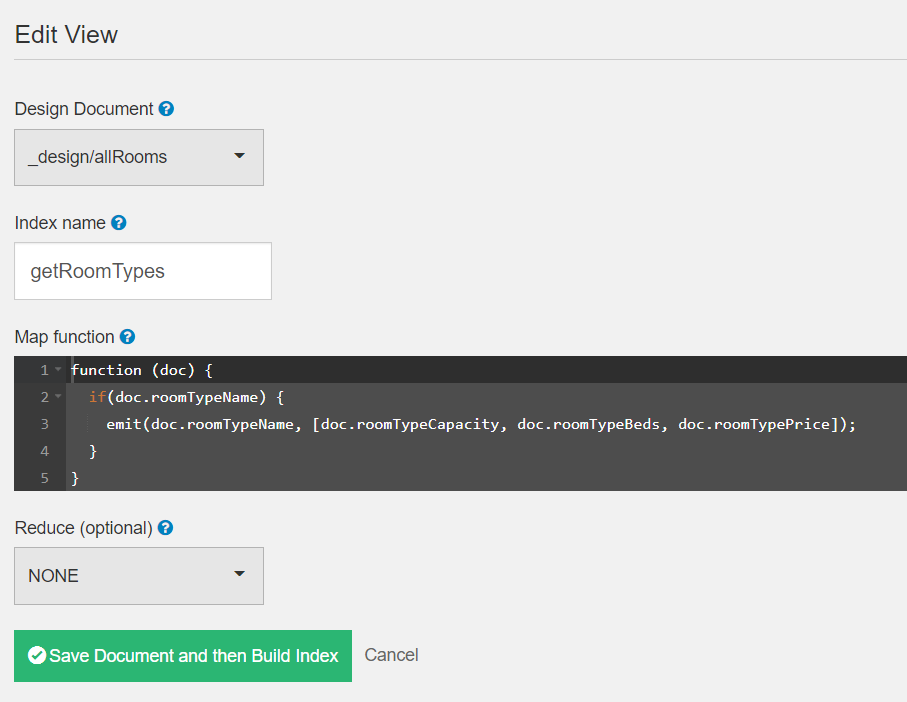 Edit View
Design Document ?
_design/allRooms
Index name ?
getRoomTypes
Map function ?
1 function (doc) {
2   if(doc.roomTypeName) {
3     emit(doc.roomTypeName, [doc.roomTypeCapacity, doc.roomTypeBeds, doc.roomTypePrice]);
4   }
5 }
Reduce (optional) ?
NONE
Save Document and then Build Index Cancel